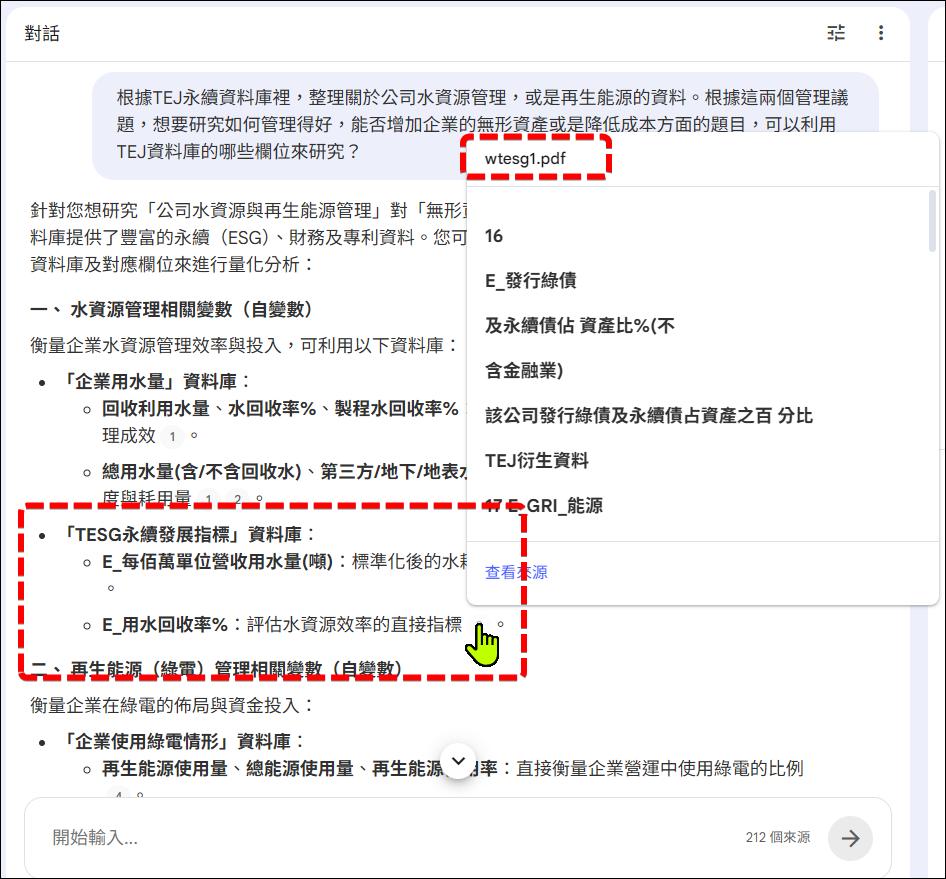 對話
根據TEJ永續資料庫裡，整理關於公司水資源管理，或是再生能源的資料。根據這兩個管理議
題，想要研究如何管理得好，能否增加企業的無形資產或是降低成本方面的題目，可以利用
TEJ資料庫的哪些欄位來研究？
針對您想研究「公司水資源與再生能源管理」對「無形
料庫提供了豐富的永續（ESG）、財務及專利資料。您可
資料庫及對應欄位來進行量化分析：
一、 水資源管理相關變數（自變數）
衡量企業水資源管理效率與投入，可利用以下資料庫：
• 「企業用水量」資料庫：
○ 回收利用水量、水回收率%、製程水回收率%
理成效 1 。
○ 總用水量(含/不含回收水)、第三方/地下/地表
度與耗用量 1 2 。
• 「TESG永續發展指標」資料庫：
○ E_每佰萬單位營收用水量(噸)：標準化後的水
。
○ E_用水回收率%：評估水資源效率的直接指標 。
二、 再生能源（綠電）管理相關變數（自變數）
衡量企業在綠電的佈局與資金投入：
• 「企業使用綠電情形」資料庫：
○ 再生能源使用量、總能源使用量、再生能源用率：直接衡量企業營運中使用綠電的比例
4 。
wtesg1.pdf
16
E_發行綠債
及永續債佔 資產比%(不
含金融業)
該公司發行綠債及永續債占資產之百 分比
TEJ衍生資料
17 E_GRI_能源
查看來源
開始輸入...
212 個來源